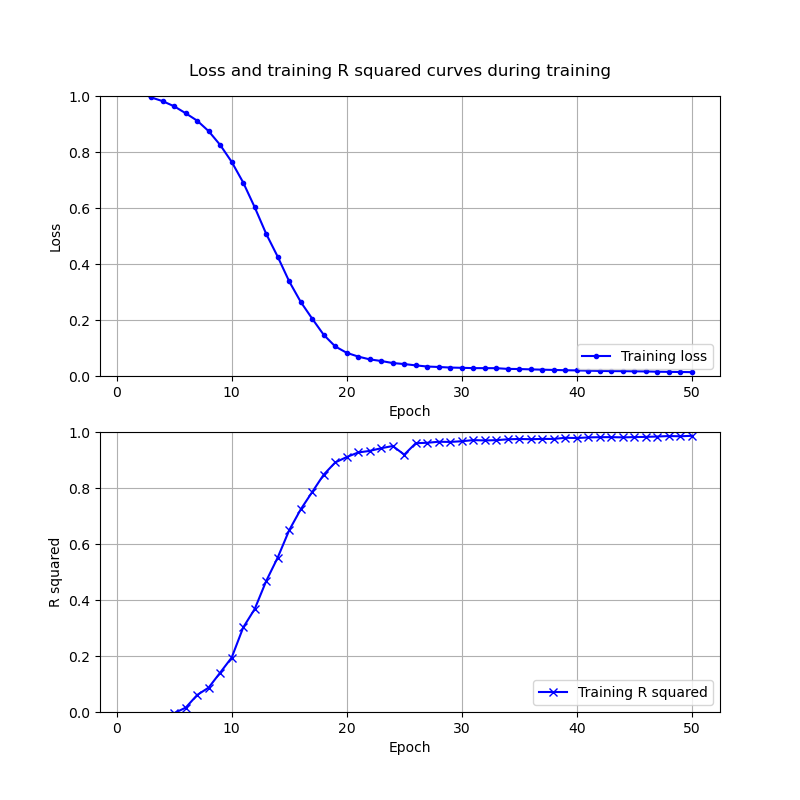 Loss and training R squared curves during training
1.0
0.8
0.6
0.4
0.2
0.0
Loss
Training loss
0 10 20 30 40 50
Epoch
1.0
0.8
0.6
0.4
0.2
0.0
R squared
Training R squared
0 10 20 30 40 50
Epoch